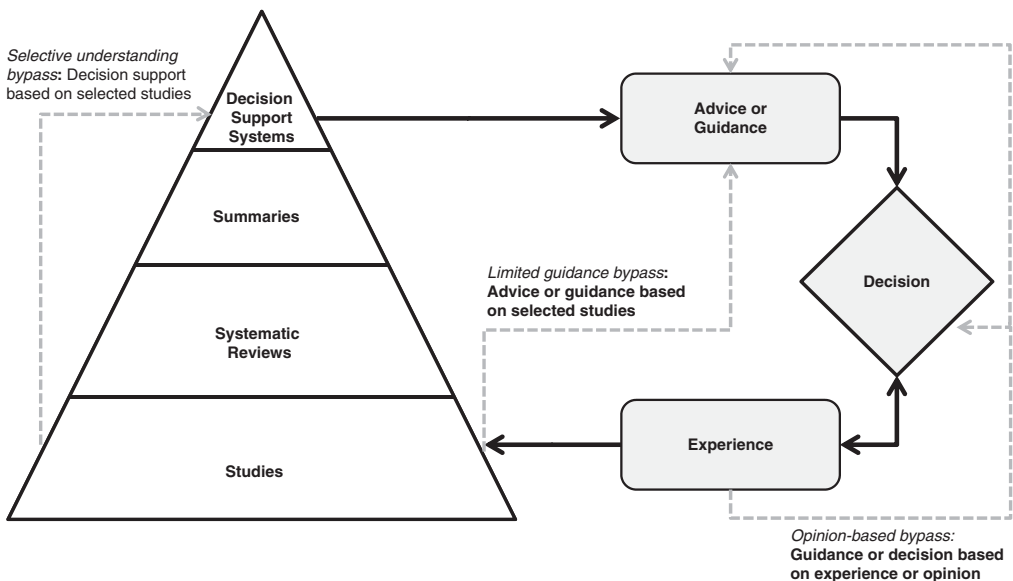 Selective understanding
bypass: Decision support
based on selected studies
Decision
Support
Systems
Summaries
Systematic
Reviews
Studies
Advice or
Guidance
Limited guidance bypass:
Advice or guidance based
on selected studies
Decision
Experience
Opinion-based bypass:
Guidance or decision based
on experience or opinion